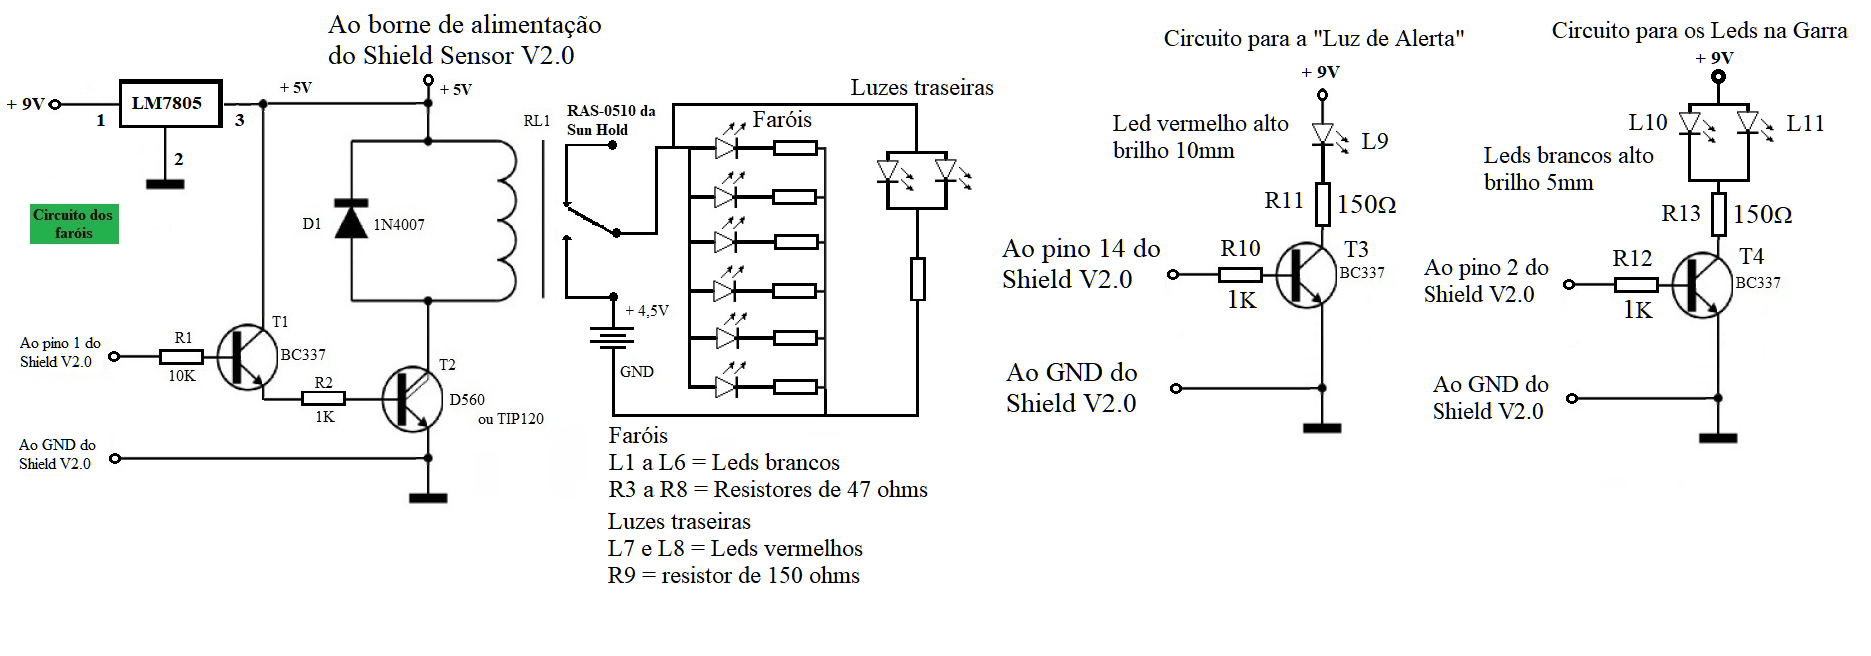 Ao borne de alimentação
do Shield Sensor V2.0
+ 9V
LM7805
1
3
2
+ 5V
+ 5V
Circuito dos
faróis
D1
1N4007
RL1
RAS-0510 da
Sun Hold
Luzes traseiras
Faróis
+ 4,5V
GND
Ao pino 1 do
Shield V2.0
R1
10K
T1
BC337
R2
1K
T2
D560
ou TIP120
Ao GND do
Shield V2.0
Faróis
L1 a L6 = Leds brancos
R3 a R8 = Resistores de 47 ohms
Luzes traseiras
L7 e L8 = Leds vermelhos
R9 = resistor de 150 ohms
Circuito para a "Luz de Alerta"
+ 9V
Led vermelho alto
brilho 10mm
L9
R11
150Ω
Ao pino 14 do
Shield V2.0
R10
1K
T3
BC337
Ao GND do
Shield V2.0
Circuito para os Leds na Garra
+ 9V
L10
L11
Leds brancos alto
brilho 5mm
R13
150Ω
Ao pino 2 do
Shield V2.0
R12
1K
T4
BC337
Ao GND do
Shield V2.0